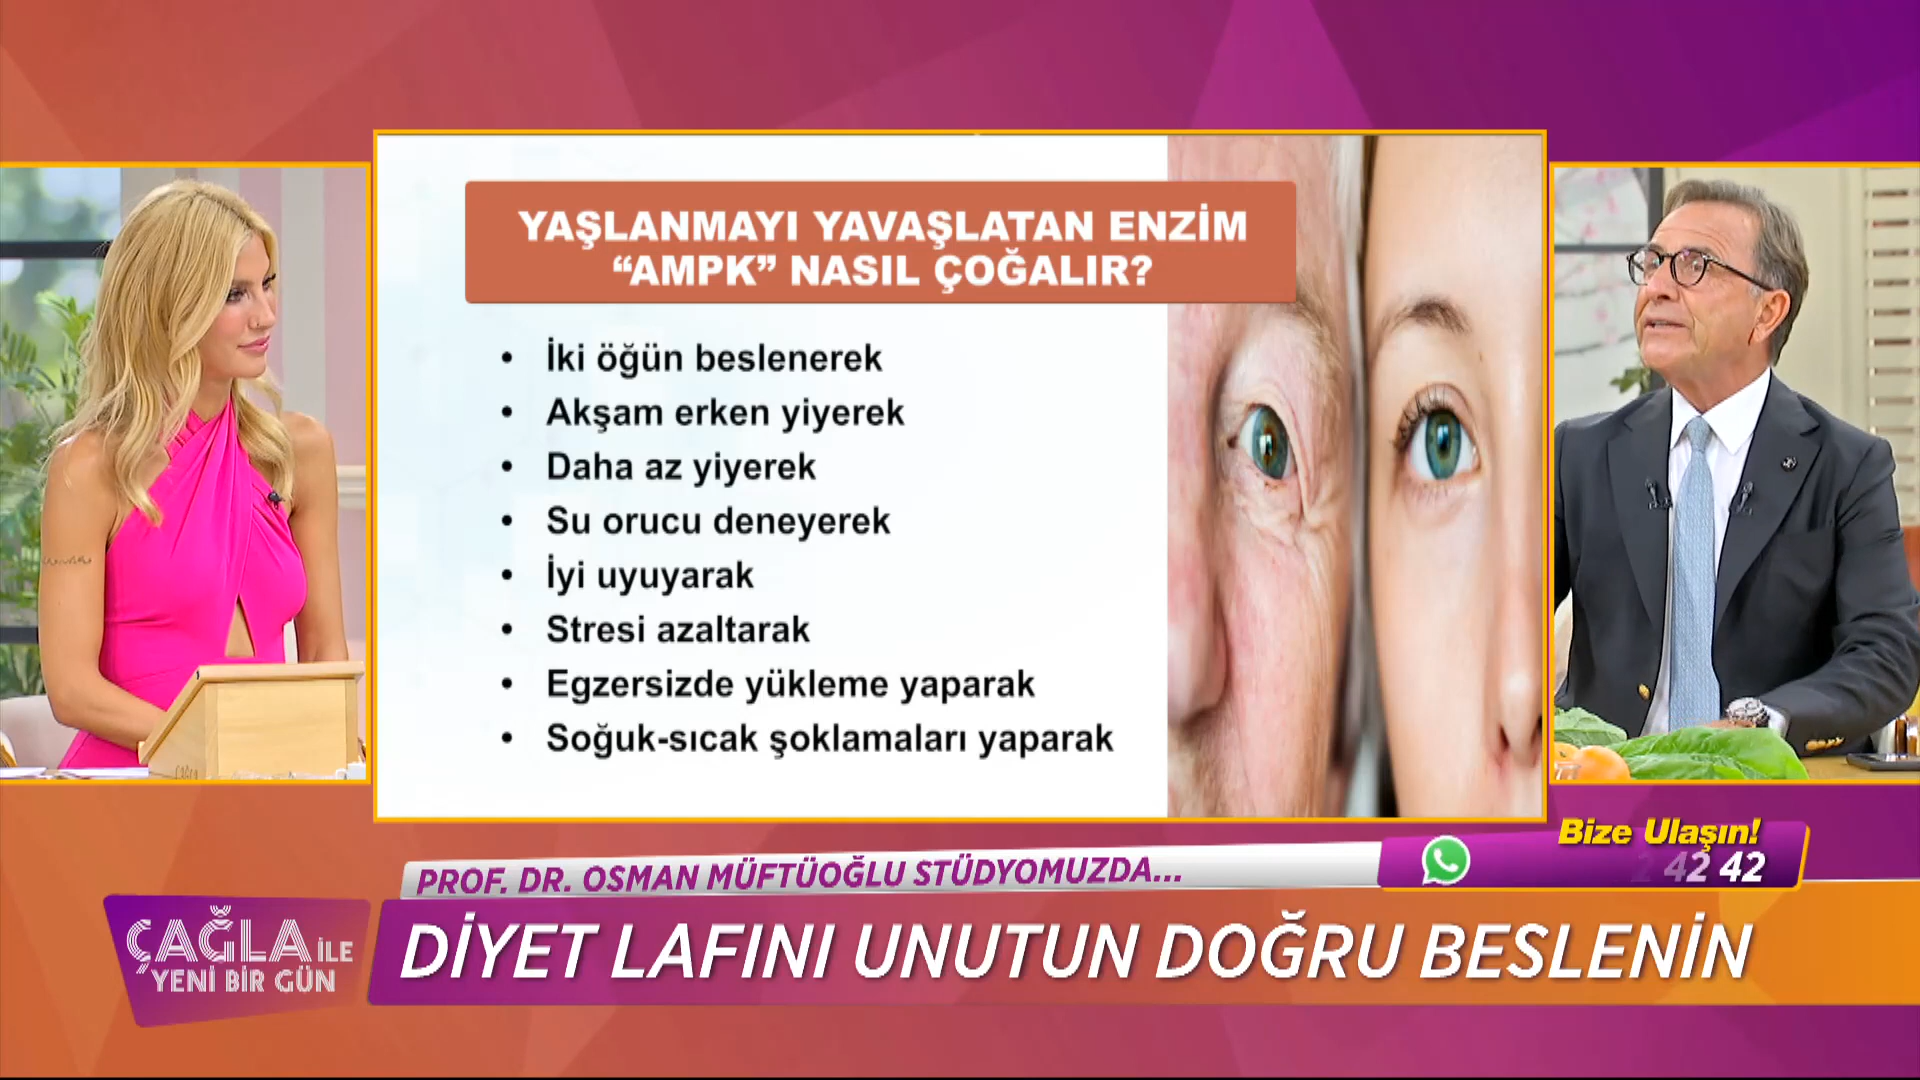 YAŞLANMAYI YAVAŞLATAN ENZİM
“AMPK” NASIL ÇOĞALIR?
• İki öğün beslenerek
• Akşam erken yiyerek
• Daha az yiyerek
• Su orucu deneyerek
• İyi uyuyarak
• Stresi azaltarak
• Egzersizde yükleme yaparak
• Soğuk-sıcak şoklamaları yaparak
Bize Ulaşın!
2 42 42
PROF. DR. OSMAN MÜFTÜOĞLU STÜDYOMUZDA...
ÇAĞLA İLE
YENİ BİR GÜN
DİYET LAFINI UNUTUN DOĞRU BESLENİN